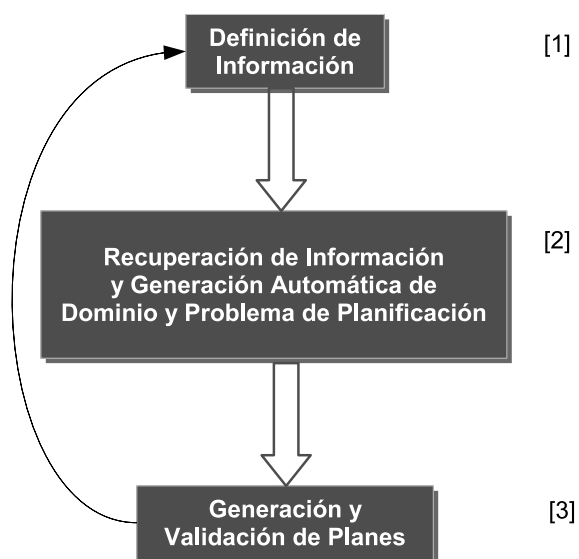 Definición de
Información
[1]
Recuperación de Información
y Generación Automática de
Dominio y Problema de Planificación
[2]
Generación y
Validación de Planes
[3]